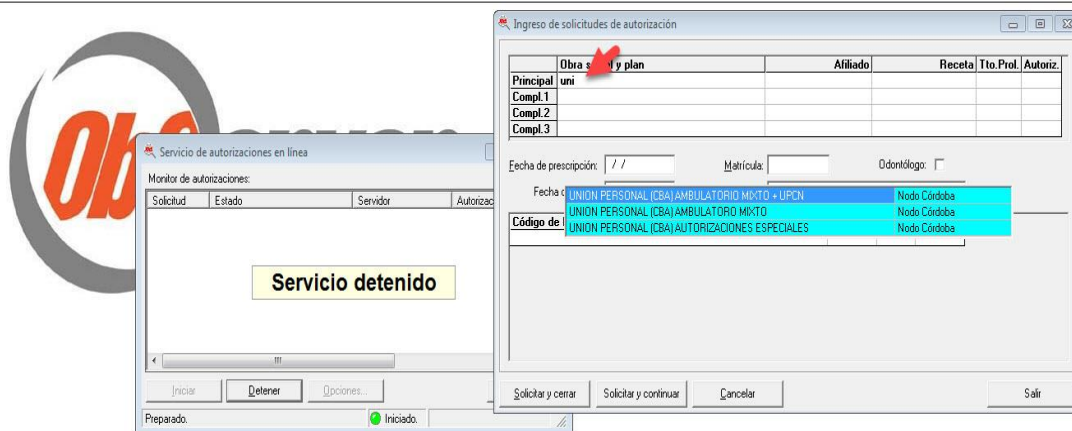 Ob
Servicio de autorizaciones en línea
Monitor de autorizaciones:
Solicitud Estado Servidor Autorizac
Servicio detenido
Iniciar Detener Opciones...
Preparado. Iniciado.
Ingreso de solicitudes de autorización
Obra y plan Afiliado Receta Tto.Prol. Autoriz.
Principal uni
Compl.1
Compl.2
Compl.3
Fecha de prescripción: / / Matrícula: Odontólogo:
Fecha
UNION PERSONAL (CBA) AMBULATORIO MIXTO + UPCN Nodo Córdoba
UNION PERSONAL (CBA) AMBULATORO MIXTO Nodo Córdoba
UNION PERSONAL (CBA) AUTORIZACIONES ESPECIALES Nodo Córdoba
Código de
Solicitar y cerrar Solicitar y continuar Cancelar Salir